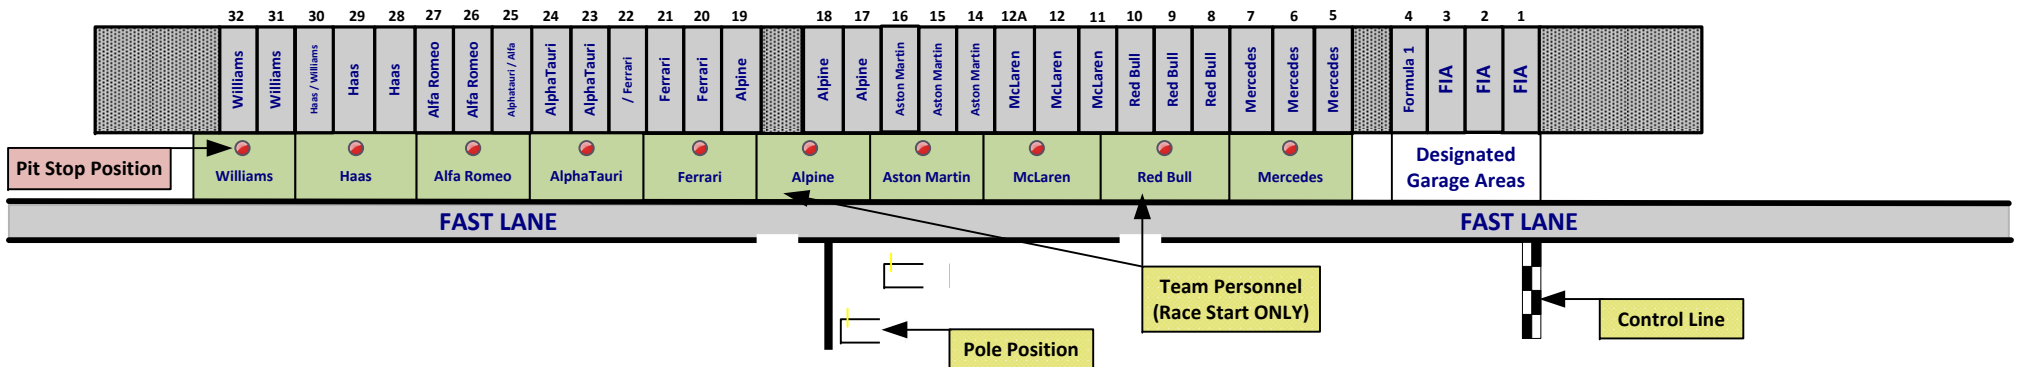 32 31 30 29 28 27 26 25 24 23 22 21 20 19 18 17 16 15 14 12A 12 11 10 9 8 7 6 5 4 3 2 1
Williams
Williams
Haas / Williams
Haas
Haas
Alfa Romeo
Alfa Romeo
Alphatauri / Alfa
AlphaTauri
AlphaTauri
/ Ferrari
Ferrari
Ferrari
Alpine
Alpine
Alpine
Aston Martin
Aston Martin
Aston Martin
McLaren
McLaren
McLaren
Red Bull
Red Bull
Red Bull
Mercedes
Mercedes
Mercedes
Formula 1
FIA
FIA
FIA
Pit Stop Position
Williams Haas Alfa Romeo AlphaTauri Ferrari Alpine Aston Martin McLaren Red Bull Mercedes
Designated
Garage Areas
FAST LANE FAST LANE
Team Personnel
(Race Start ONLY)
Control Line
Pole Position